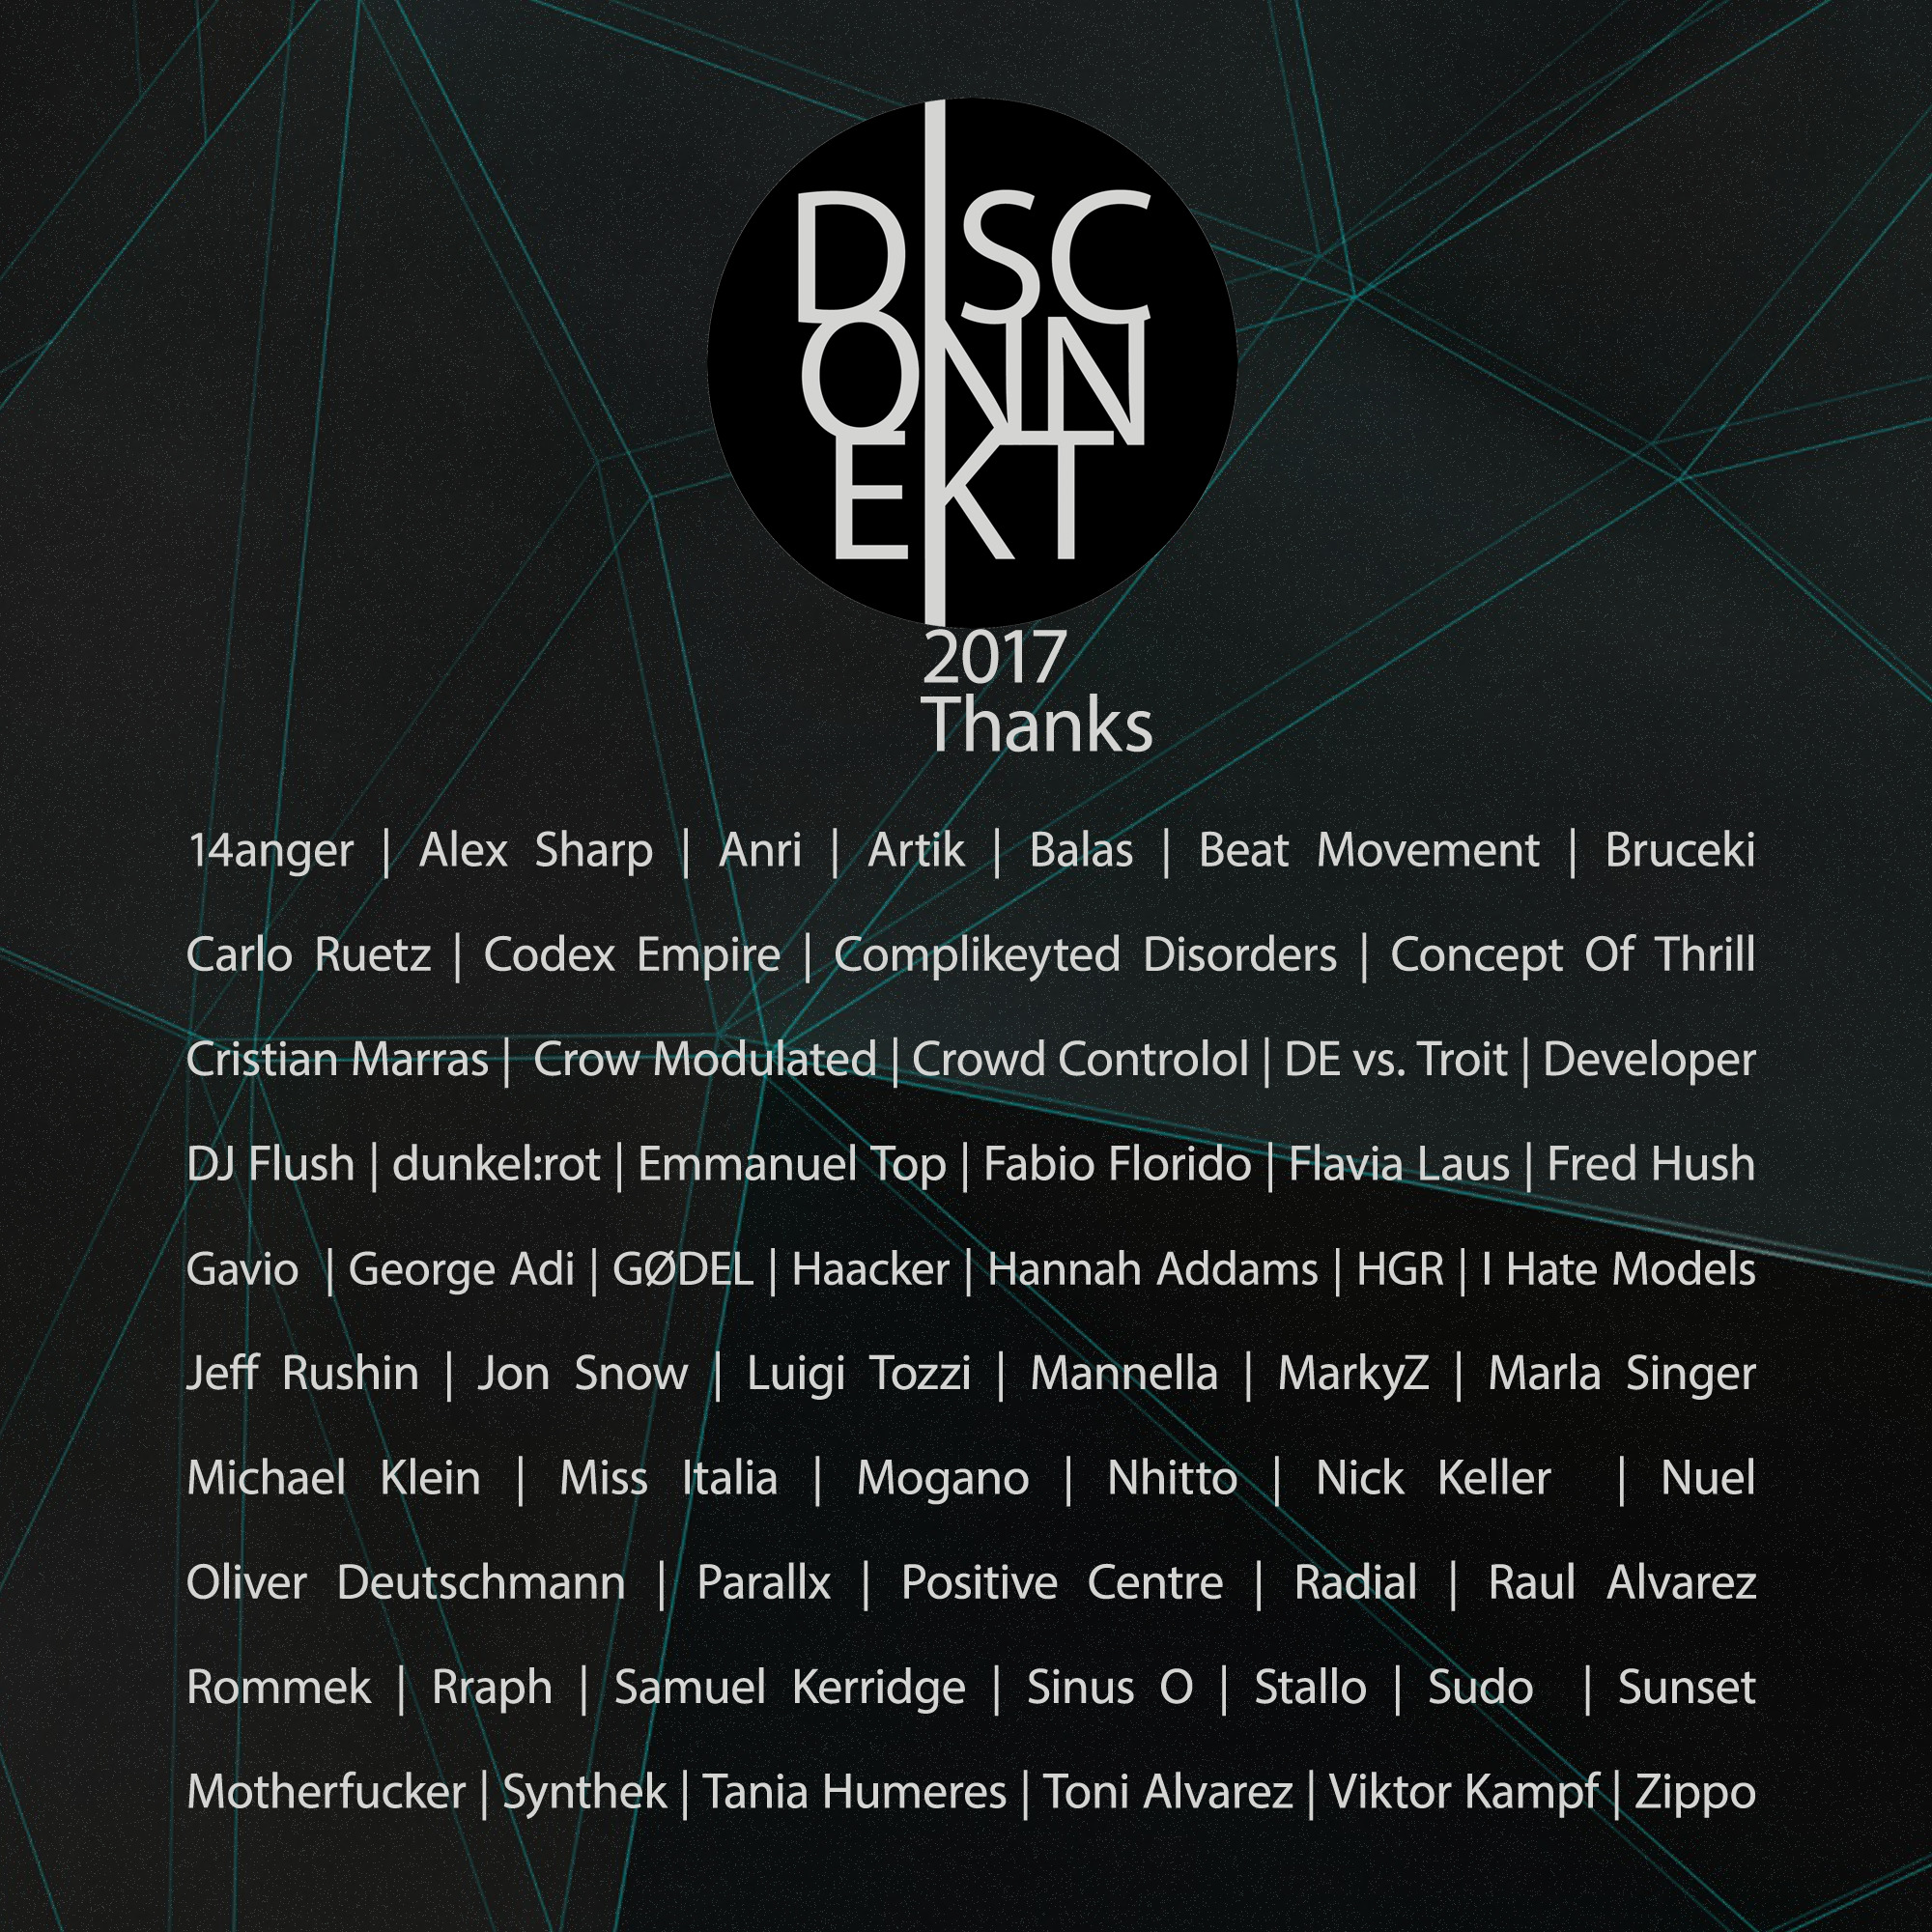 DISC
ONN
EKT
2017
Thanks
14anger | Alex Sharp | Anri | Artik | Balas | Beat Movement | Bruceki
Carlo Ruetz | Codex Empire | Complikeyted Disorders | Concept Of Thrill
Cristian Marras | Crow Modulated | Crowd Controlol | DE vs. Troit | Developer
DJ Flush | dunkel:rot | Emmanuel Top | Fabio Florido | Flavia Laus | Fred Hush
Gavio | George Adi | GØDEL | Haacker | Hannah Addams | HGR | I Hate Models
Jeff Rushin | Jon Snow | Luigi Tozzi | Mannella | MarkyZ | Marla Singer
Michael Klein | Miss Italia | Mogano | Nhitto | Nick Keller | Nuel
Oliver Deutschmann | Parallx | Positive Centre | Radial | Raul Alvarez
Rommek | Rraph | Samuel Kerridge | Sinus O | Stallo | Sudo | Sunset
Motherfucker | Synthek | Tania Humeres | Toni Alvarez | Viktor Kampf | Zippo